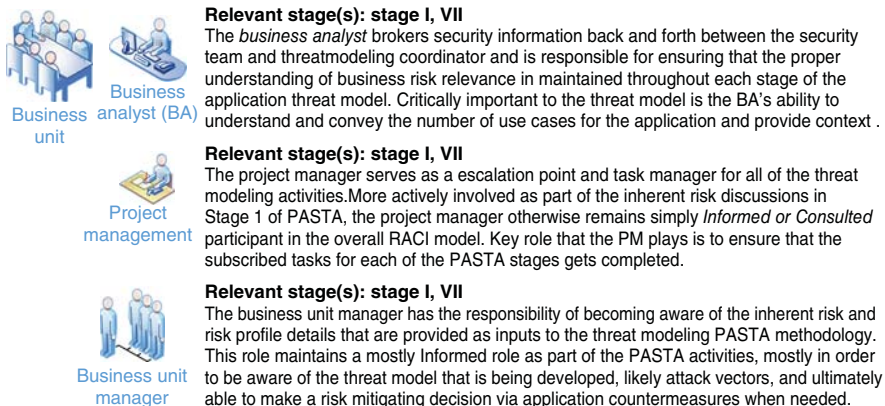 Relevant stage(s): stage I, VII
The business analyst brokers security information back and forth between the security
team and threatmodeling coordinator and is responsible for ensuring that the proper
understanding of business risk relevance in maintained throughout each stage of the
application threat model. Critically important to the threat model is the BA's ability to
understand and convey the number of use cases for the application and provide context .
Business
unit
Business
analyst (BA)
Relevant stage(s): stage I, VII
The project manager serves as a escalation point and task manager for all of the threat
modeling activities.More actively involved as part of the inherent risk discussions in
Stage 1 of PASTA, the project manager otherwise remains simply Informed or Consulted
participant in the overall RACI model. Key role that the PM plays is to ensure that the
subscribed tasks for each of the PASTA stages gets completed.
Project
management
Relevant stage(s): stage I, VII
The business unit manager has the responsibility of becoming aware of the inherent risk and
risk profile details that are provided as inputs to the threat modeling PASTA methodology.
This role maintains a mostly Informed role as part of the PASTA activities, mostly in order
to be aware of the threat model that is being developed, likely attack vectors, and ultimately
able to make a risk mitigating decision via application countermeasures when needed.
Business unit
manager